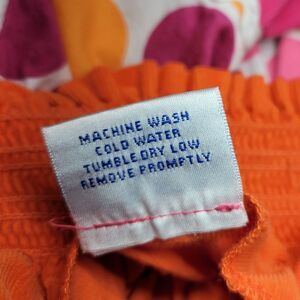 MACHINE WASH
COLD WATER
TUMBLE DRY LOW
REMOVE PROMPTLY